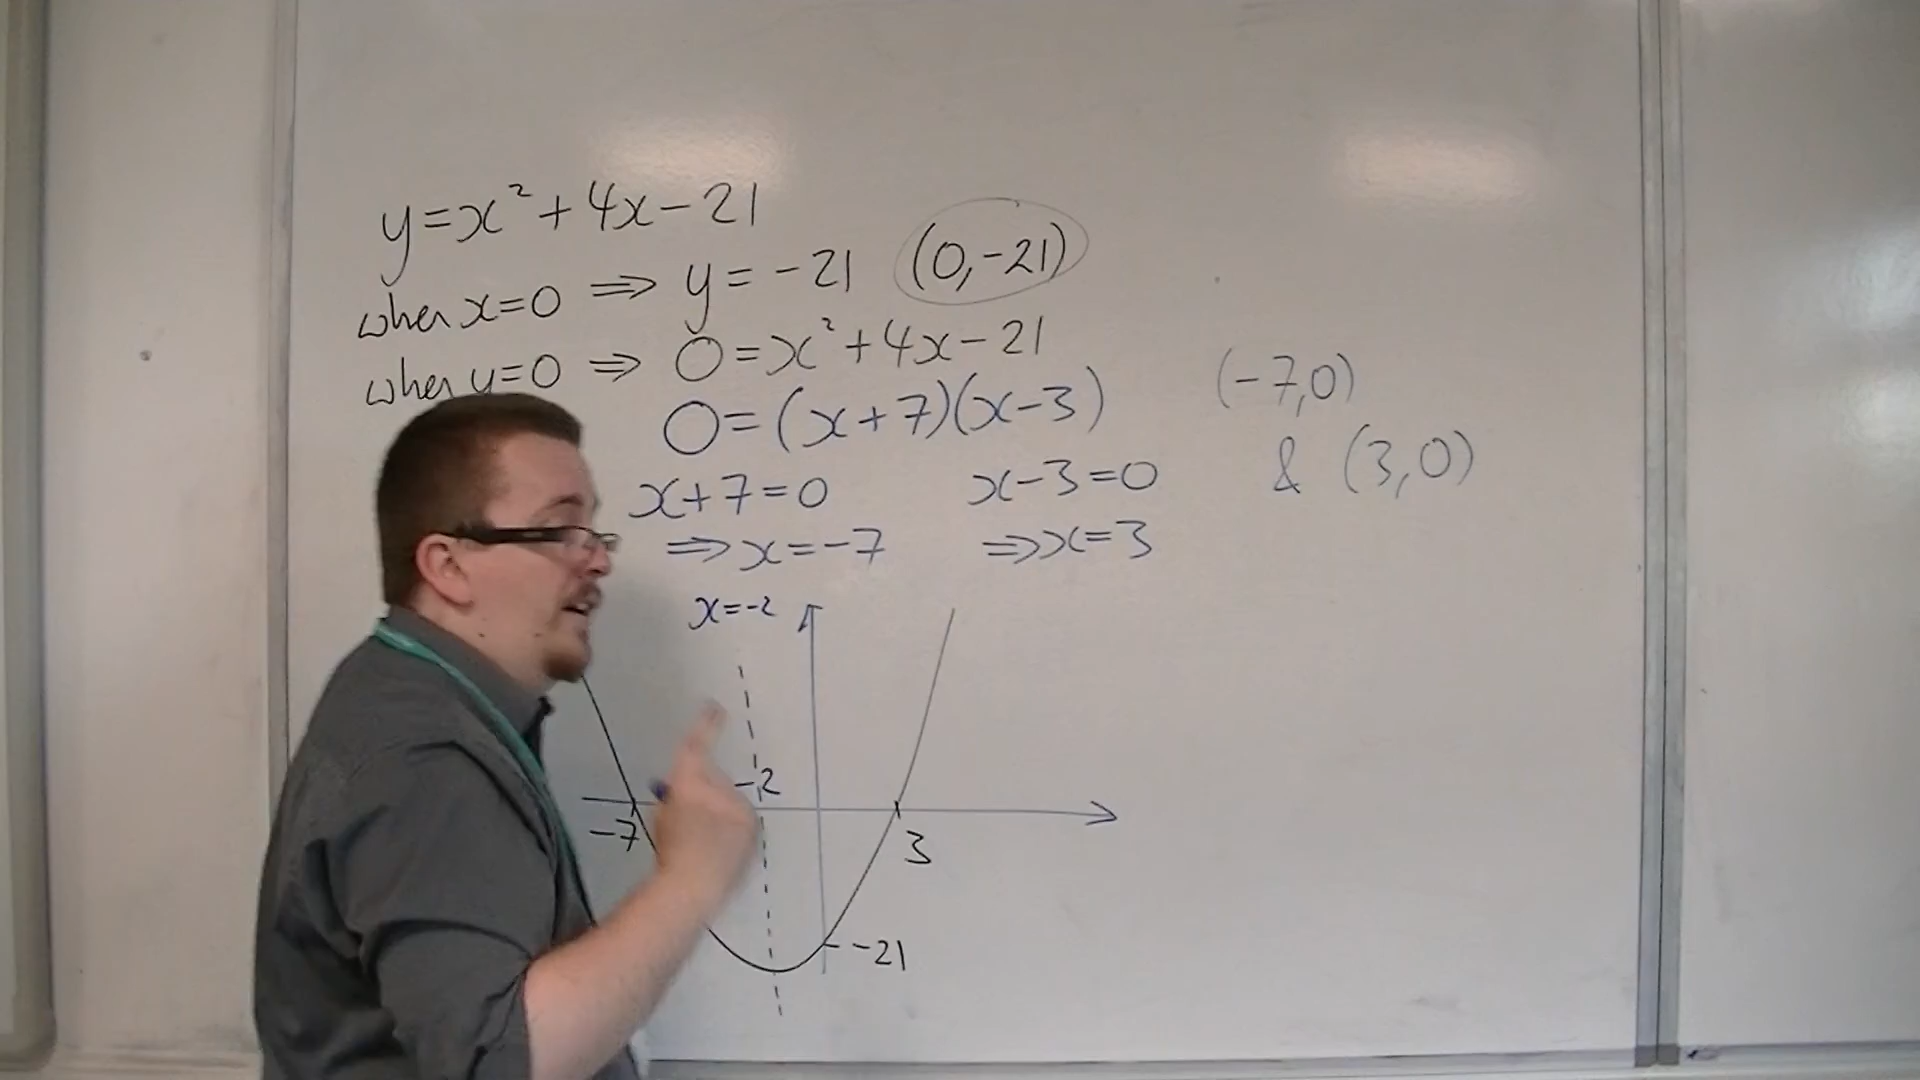 y=x²+4x-21
when x=0 ⇒ y=-21 (0,-21)
when y=0 ⇒ 0=x²+4x-21
0=(x+7)(x-3)
(-7,0)
& (3,0)
x+7=0 x-3=0
⇒x=-7 ⇒x=3
x=-2
-2
-7
3
-21